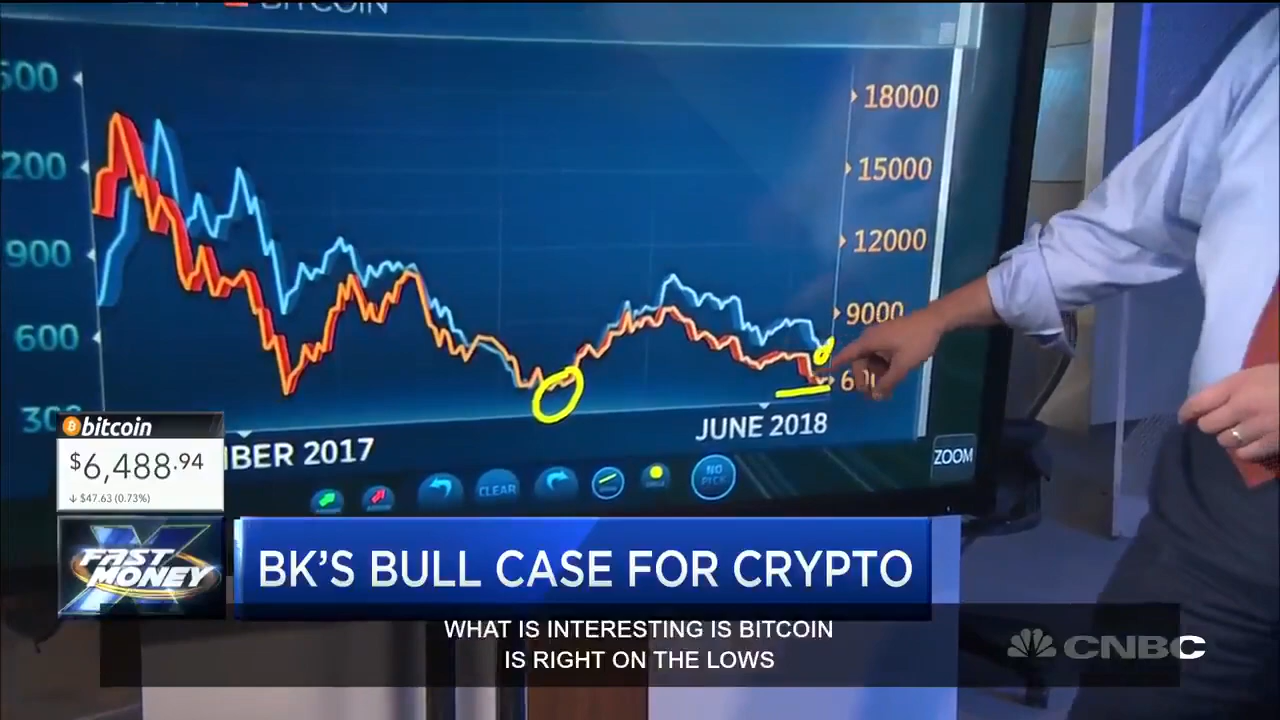 BITCOIN
18000
15000
12000
9000
500
200
900
600
JUNE 2018
BER 2017
ZOOM
CLEAR
NO
PICK
bitcoin
$6,488.94
↓ $47.63 (0.73%)
FAST
MONEY
BK'S BULL CASE FOR CRYPTO
WHAT IS INTERESTING IS BITCOIN
IS RIGHT ON THE LOWS
CNBC